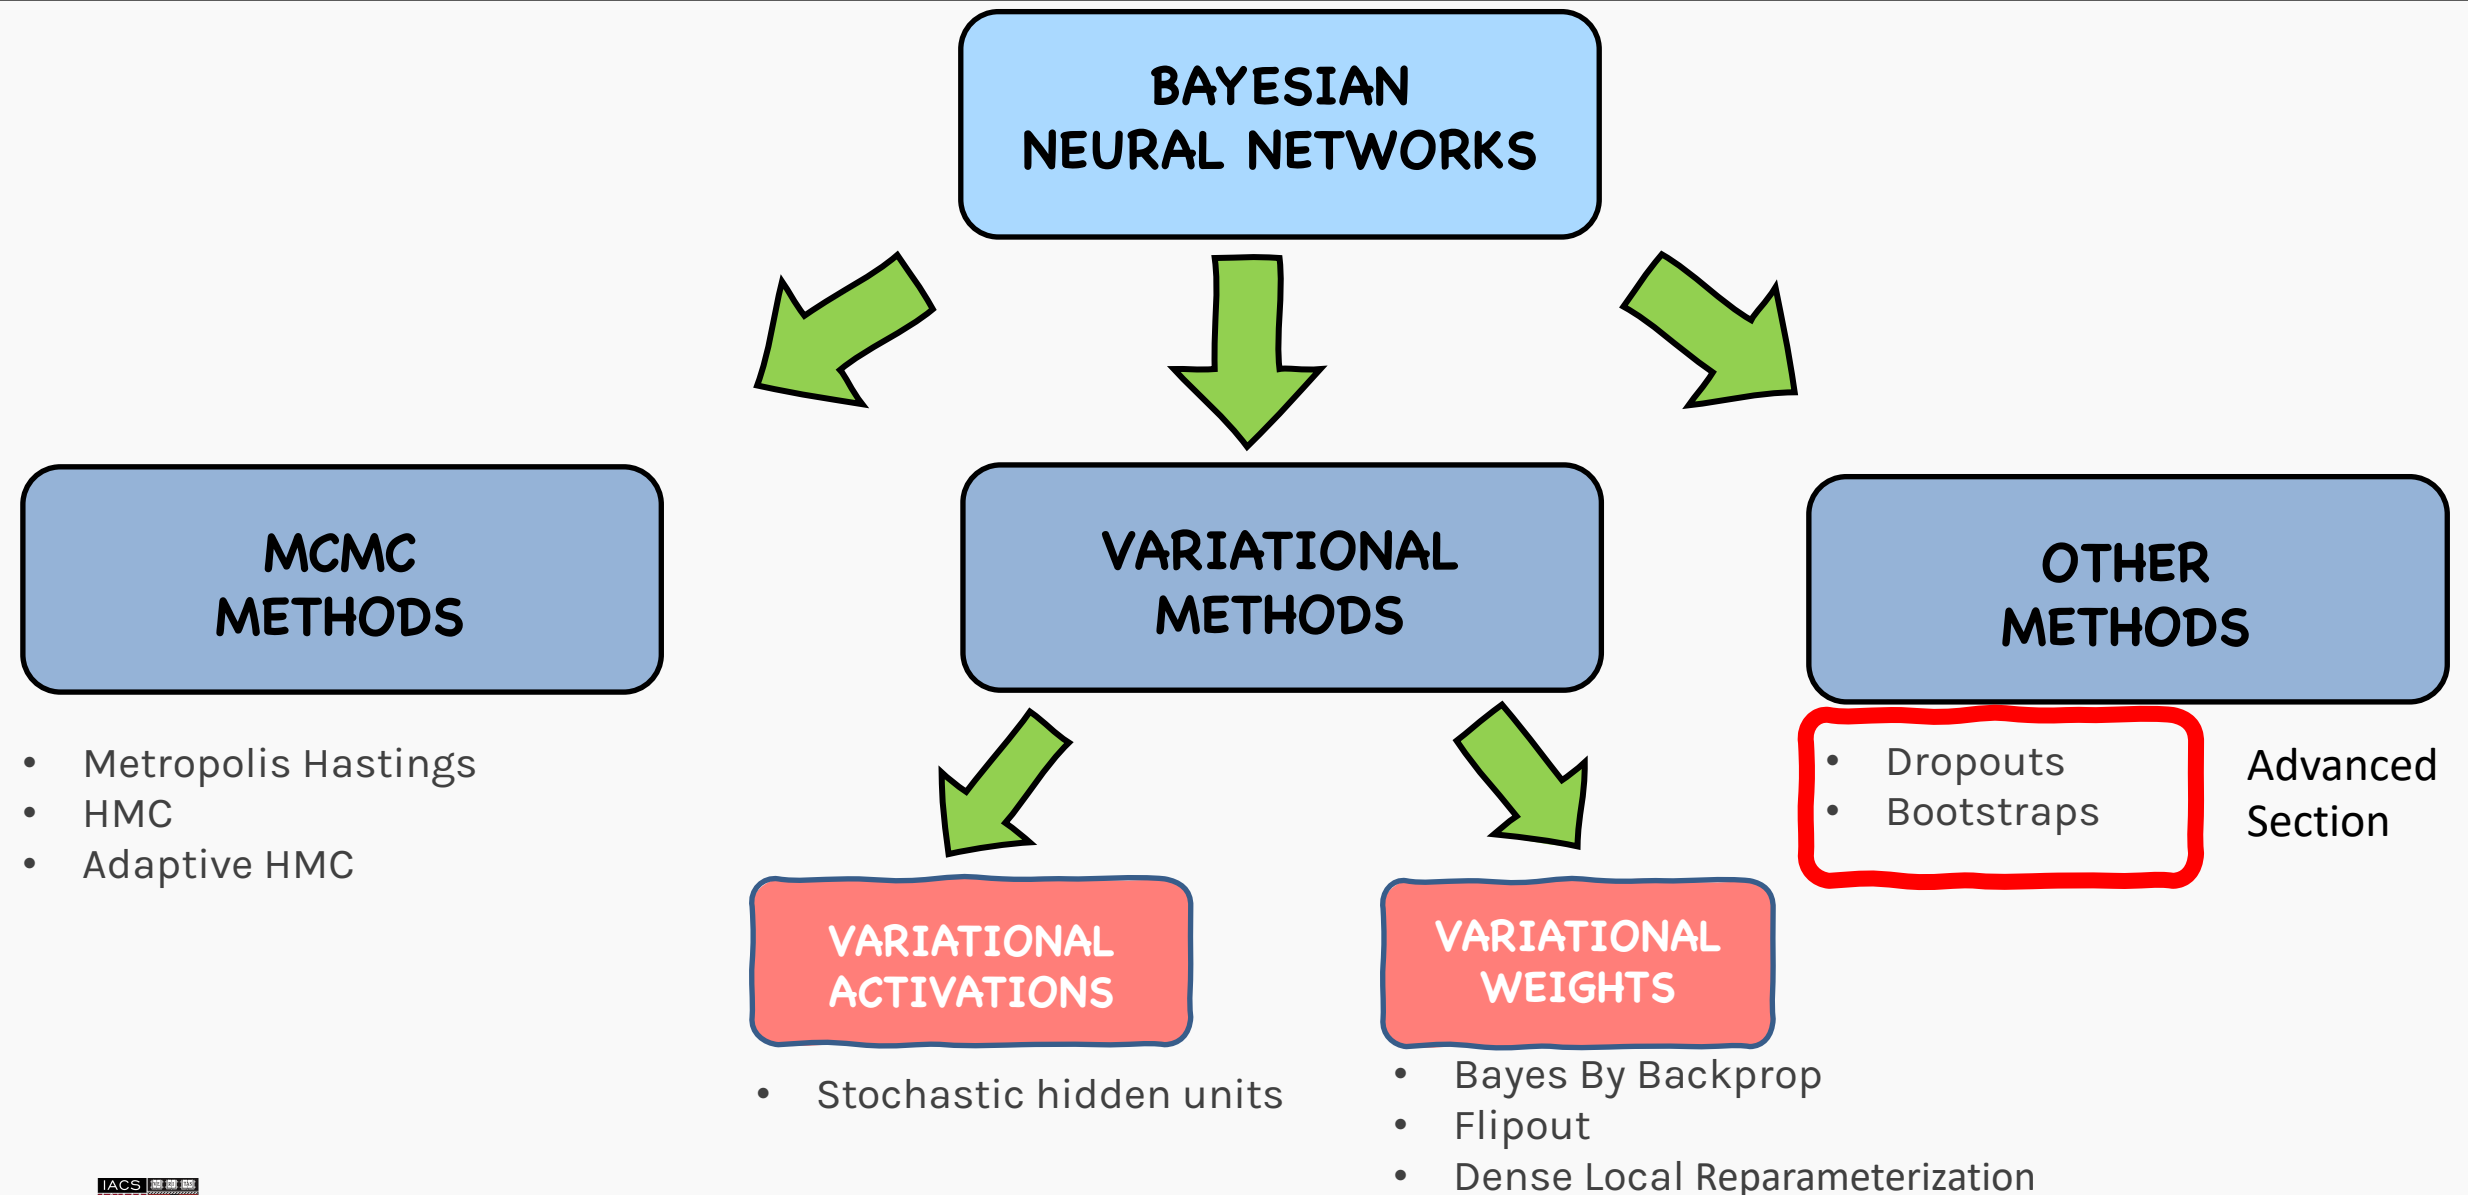 BAYESIAN
NEURAL NETWORKS
MCMC
METHODS
VARIATIONAL
METHODS
OTHER
METHODS
• Metropolis Hastings
• HMC
• Adaptive HMC
• Dropouts
• Bootstraps
Advanced
Section
VARIATIONAL
ACTIVATIONS
• Stochastic hidden units
VARIATIONAL
WEIGHTS
• Bayes By Backprop
• Flipout
• Dense Local Reparameterization
IACS